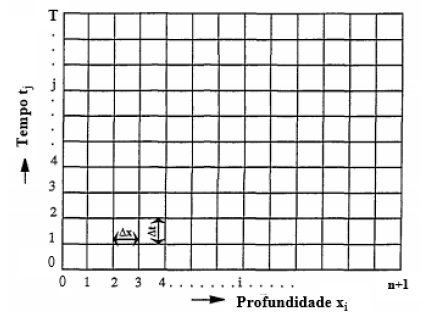 T
.
.
.
j
.
.
.
4
3
2
1
0
Tempo tj
Δx
Δt
0 1 2 3 4 . . . . . . . . i . . . . . . n+1
Profundidade xi